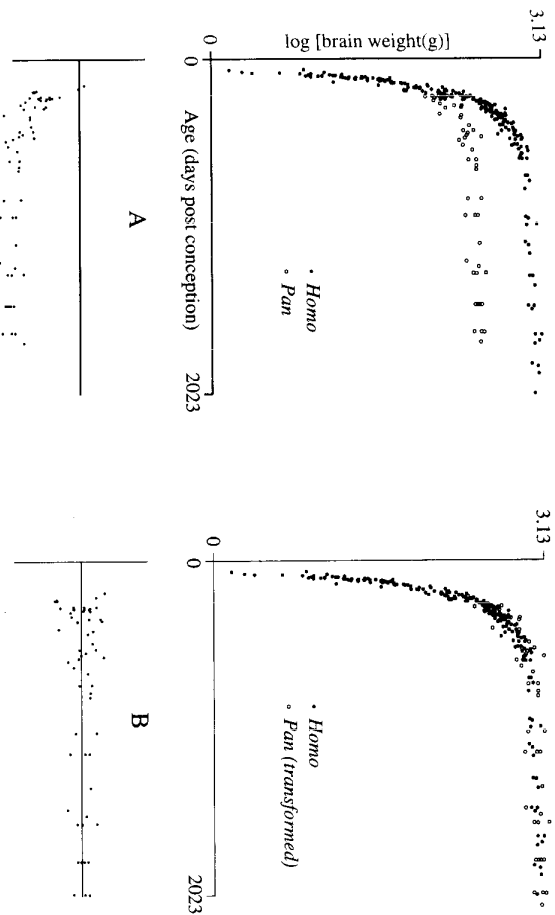 3.13
log [brain weight(g)]
0
0
Age (days post conception)
2023
• Homo
◦ Pan
A
3.13
0
0
2023
• Homo
◦ Pan (transformed)
B